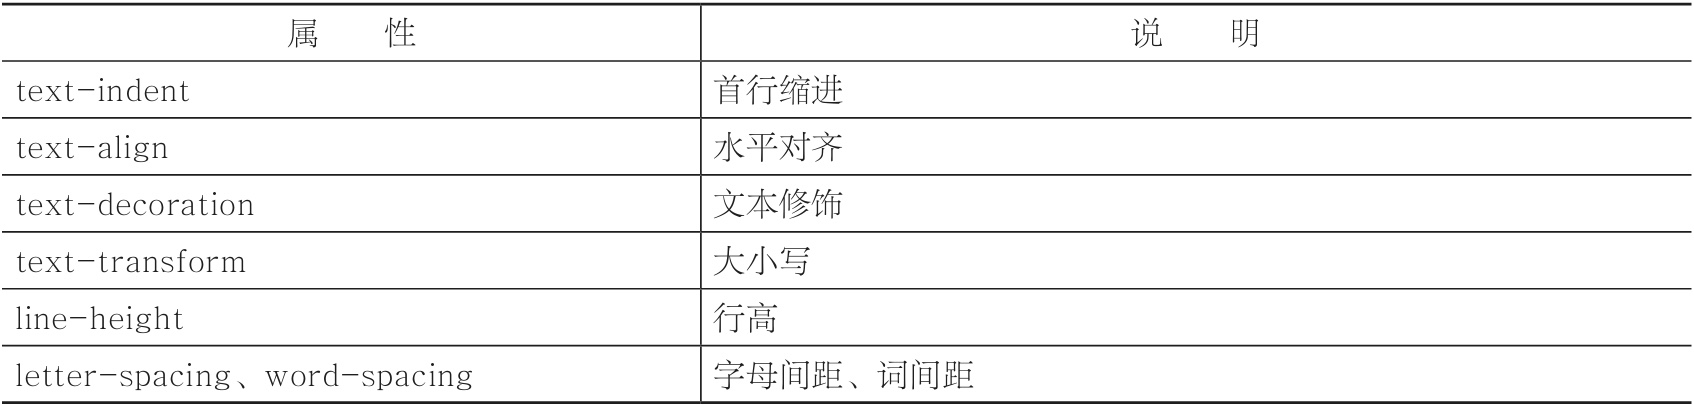 属 性 说 明
text-indent 首行缩进
text-align 水平对齐
text-decoration 文本修饰
text-transform 大小写
line-height 行高
letter-spacing、word-spacing 字母间距、词间距